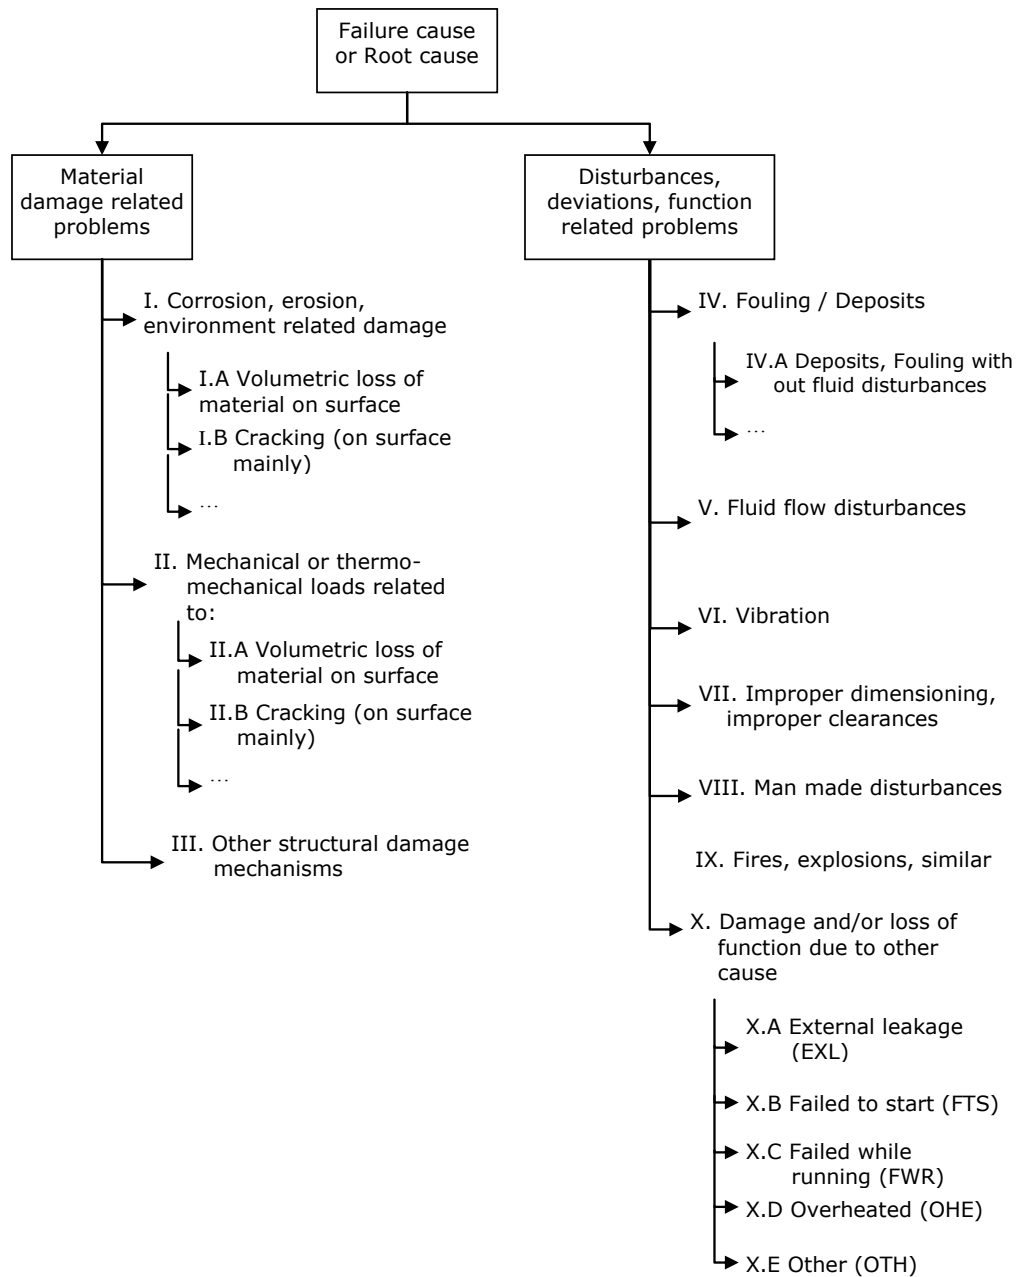 Failure cause
or Root cause
Material
damage related
problems
I. Corrosion, erosion,
environment related damage
I.A Volumetric loss of
material on surface
I.B Cracking (on surface
mainly)
...
II. Mechanical or thermo-
mechanical loads related
to:
II.A Volumetric loss of
material on surface
II.B Cracking (on surface
mainly)
...
III. Other structural damage
mechanisms
Disturbances,
deviations, function
related problems
IV. Fouling / Deposits
IV.A Deposits, Fouling with
out fluid disturbances
...
V. Fluid flow disturbances
VI. Vibration
VII. Improper dimensioning,
improper clearances
VIII. Man made disturbances
IX. Fires, explosions, similar
X. Damage and/or loss of
function due to other
cause
X.A External leakage
(EXL)
X.B Failed to start (FTS)
X.C Failed while
running (FWR)
X.D Overheated (OHE)
X.E Other (OTH)